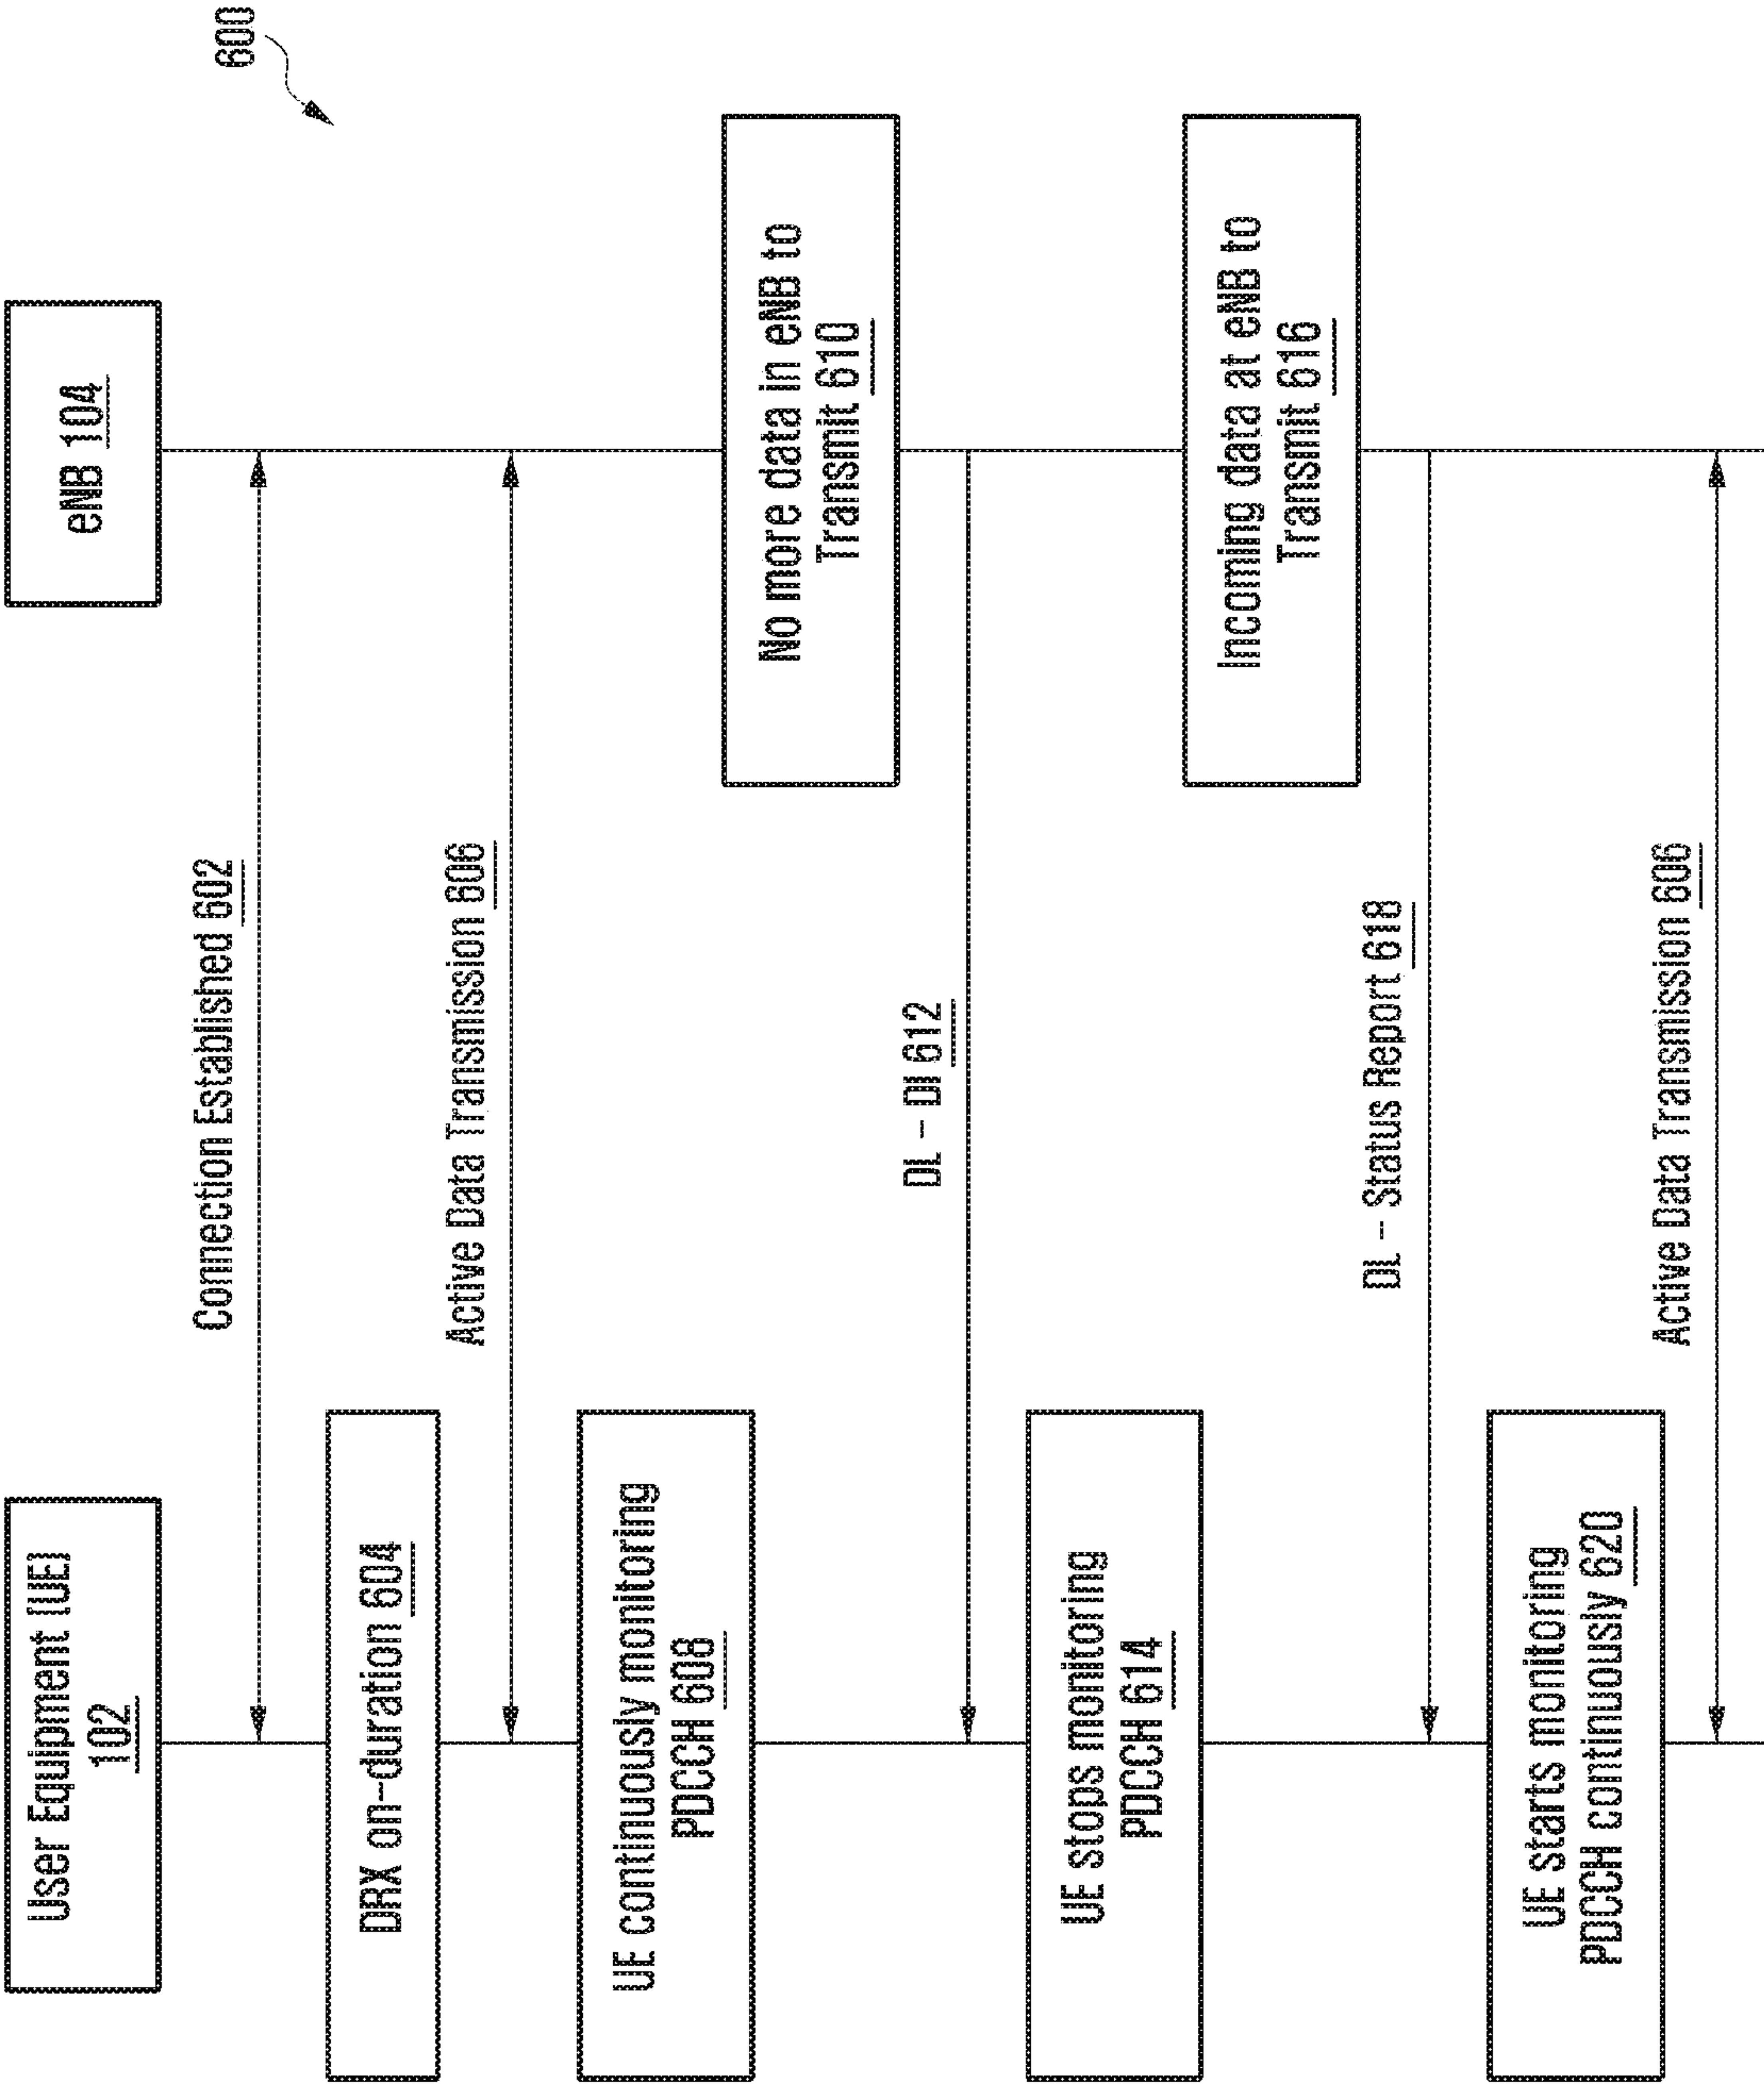 600
User Equipment (UE)
102
eNB 104
Connection Established 602
DRX on-duration 604
Active Data Transmission 606
UE continuously monitoring
PDCCH 608
No more data in eNB to
Transmit 610
DL - DI 612
UE stops monitoring
PDCCH 614
Incoming data at eNB to
Transmit 616
DL - Status Report 618
UE starts monitoring
PDCCH continuously 620
Active Data Transmission 606